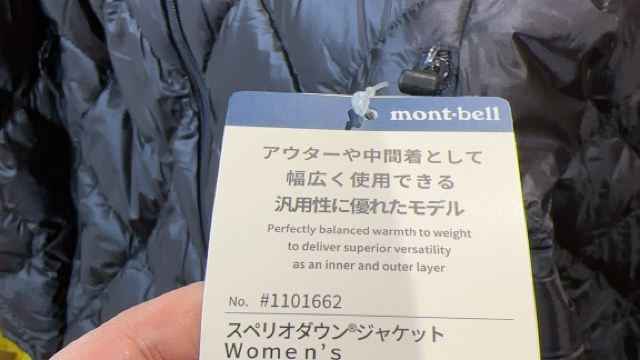 mont-bell
アウターや中間着として
幅広く使用できる
汎用性に優れたモデル
Perfectly balanced warmth to weight
to deliver superior versatility
as an inner and outer layer
No. #1101662
スペリオダウン®ジャケット
Women's